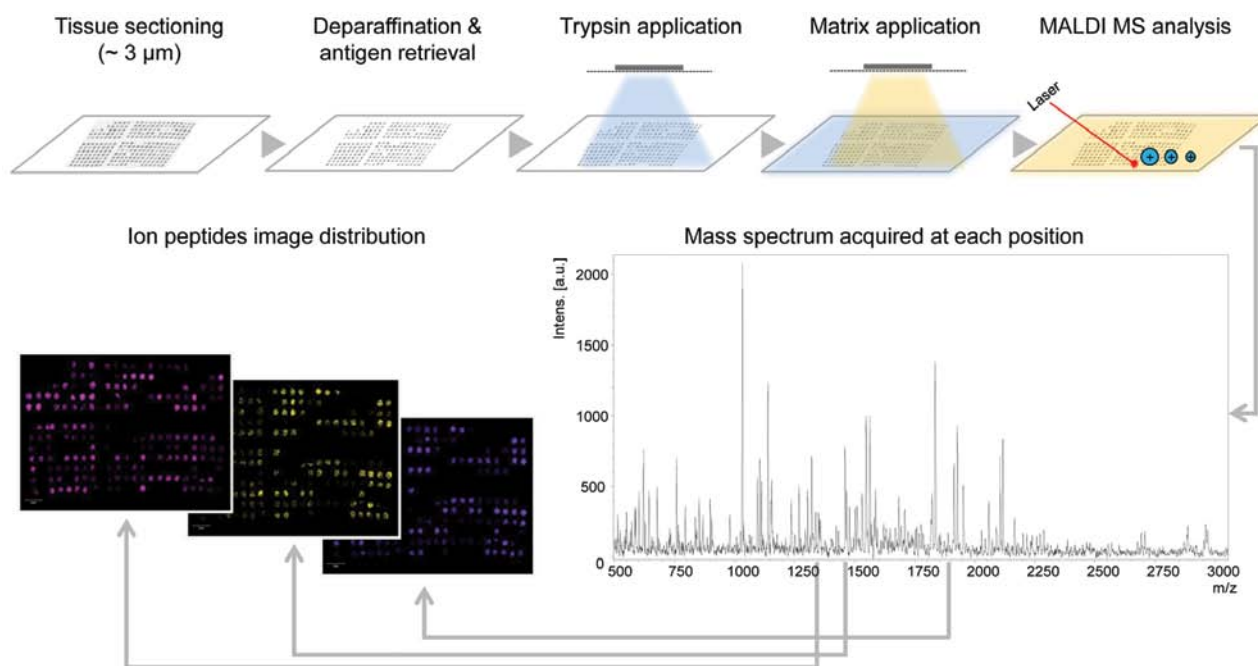 Tissue sectioning
(~ 3 µm)
Deparaffination &
antigen retrieval
Trypsin application
Matrix application
MALDI MS analysis
Laser
+ + +
Ion peptides image distribution
Mass spectrum acquired at each position
Intens. [a.u.]
2000
1500
1000
500
0
500 750 1000 1250 1500 1750 2000 2250 2500 2750 3000
m/z